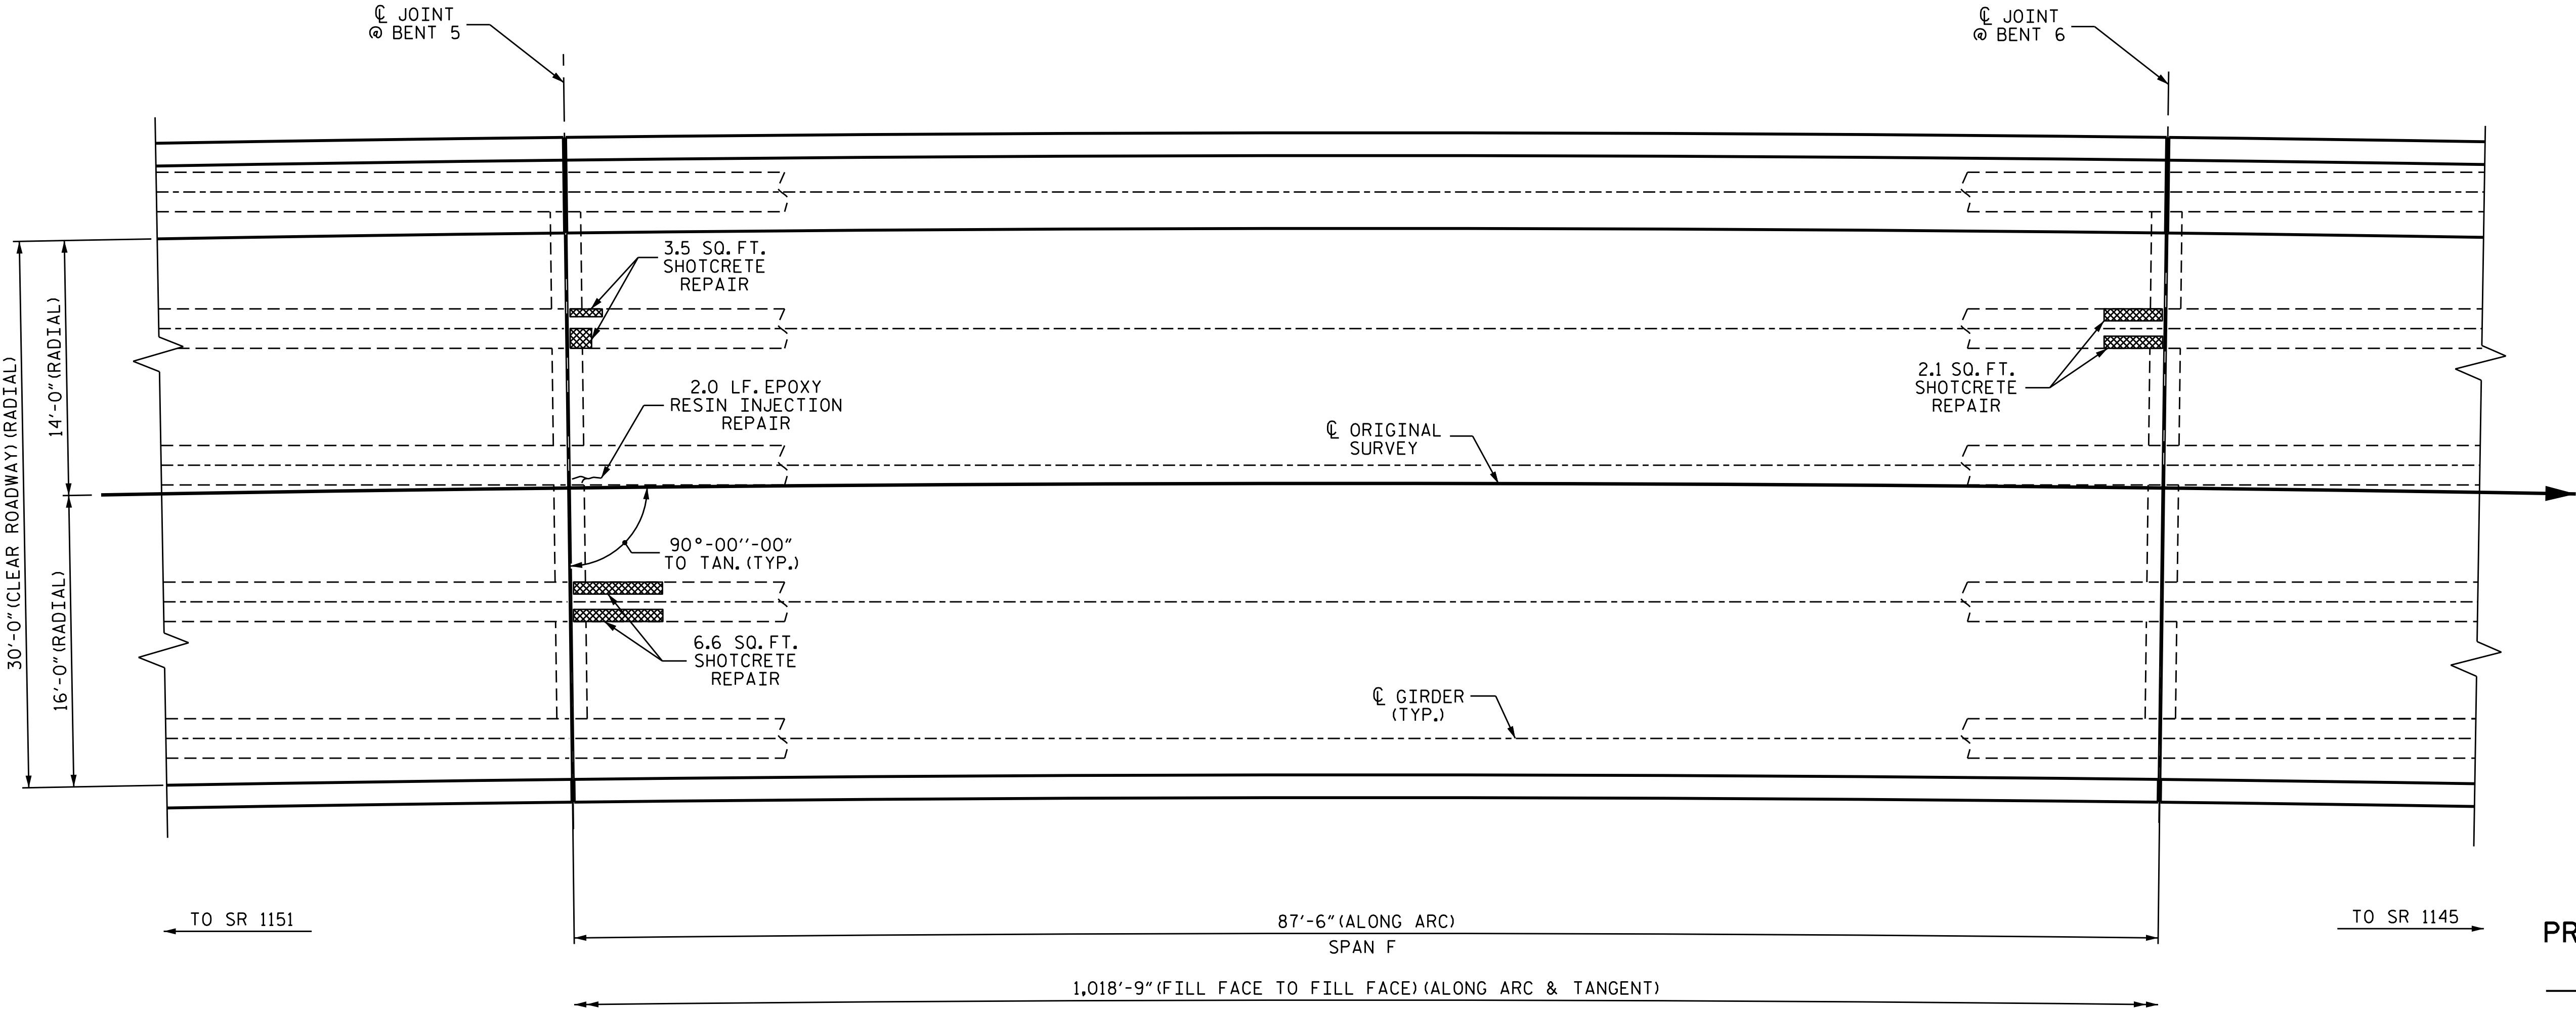 ℄ JOINT
@ BENT 5
℄ JOINT
@ BENT 6
3.5 SQ. FT.
SHOTCRETE
REPAIR
2.0 LF. EPOXY
RESIN INJECTION
REPAIR
2.1 SQ. FT.
SHOTCRETE
REPAIR
℄ ORIGINAL
SURVEY
30'-0" (CLEAR ROADWAY) (RADIAL)
14'-0" (RADIAL)
16'-0" (RADIAL)
90°-00''-00"
TO TAN. (TYP.)
6.6 SQ. FT.
SHOTCRETE
REPAIR
℄ GIRDER
(TYP.)
TO SR 1151
87'-6" (ALONG ARC)
SPAN F
TO SR 1145
PR
1,018'-9" (FILL FACE TO FILL FACE) (ALONG ARC & TANGENT)